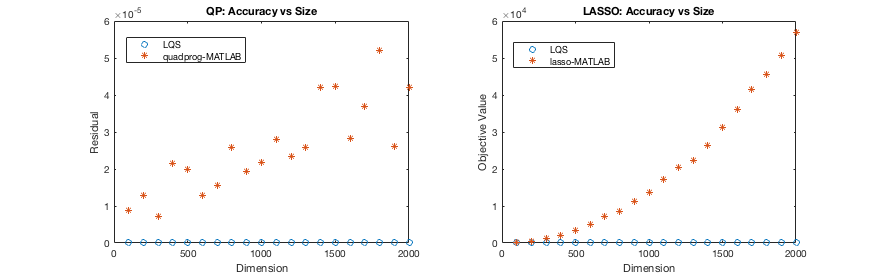 QP: Accuracy vs Size
×10-5
6
5
4
3
2
1
0
Residual
LQS
quadprog-MATLAB
0 500 1000 1500 2000
Dimension
LASSO: Accuracy vs Size
×104
6
5
4
3
2
1
0
Objective Value
LQS
lasso-MATLAB
0 500 1000 1500 2000
Dimension